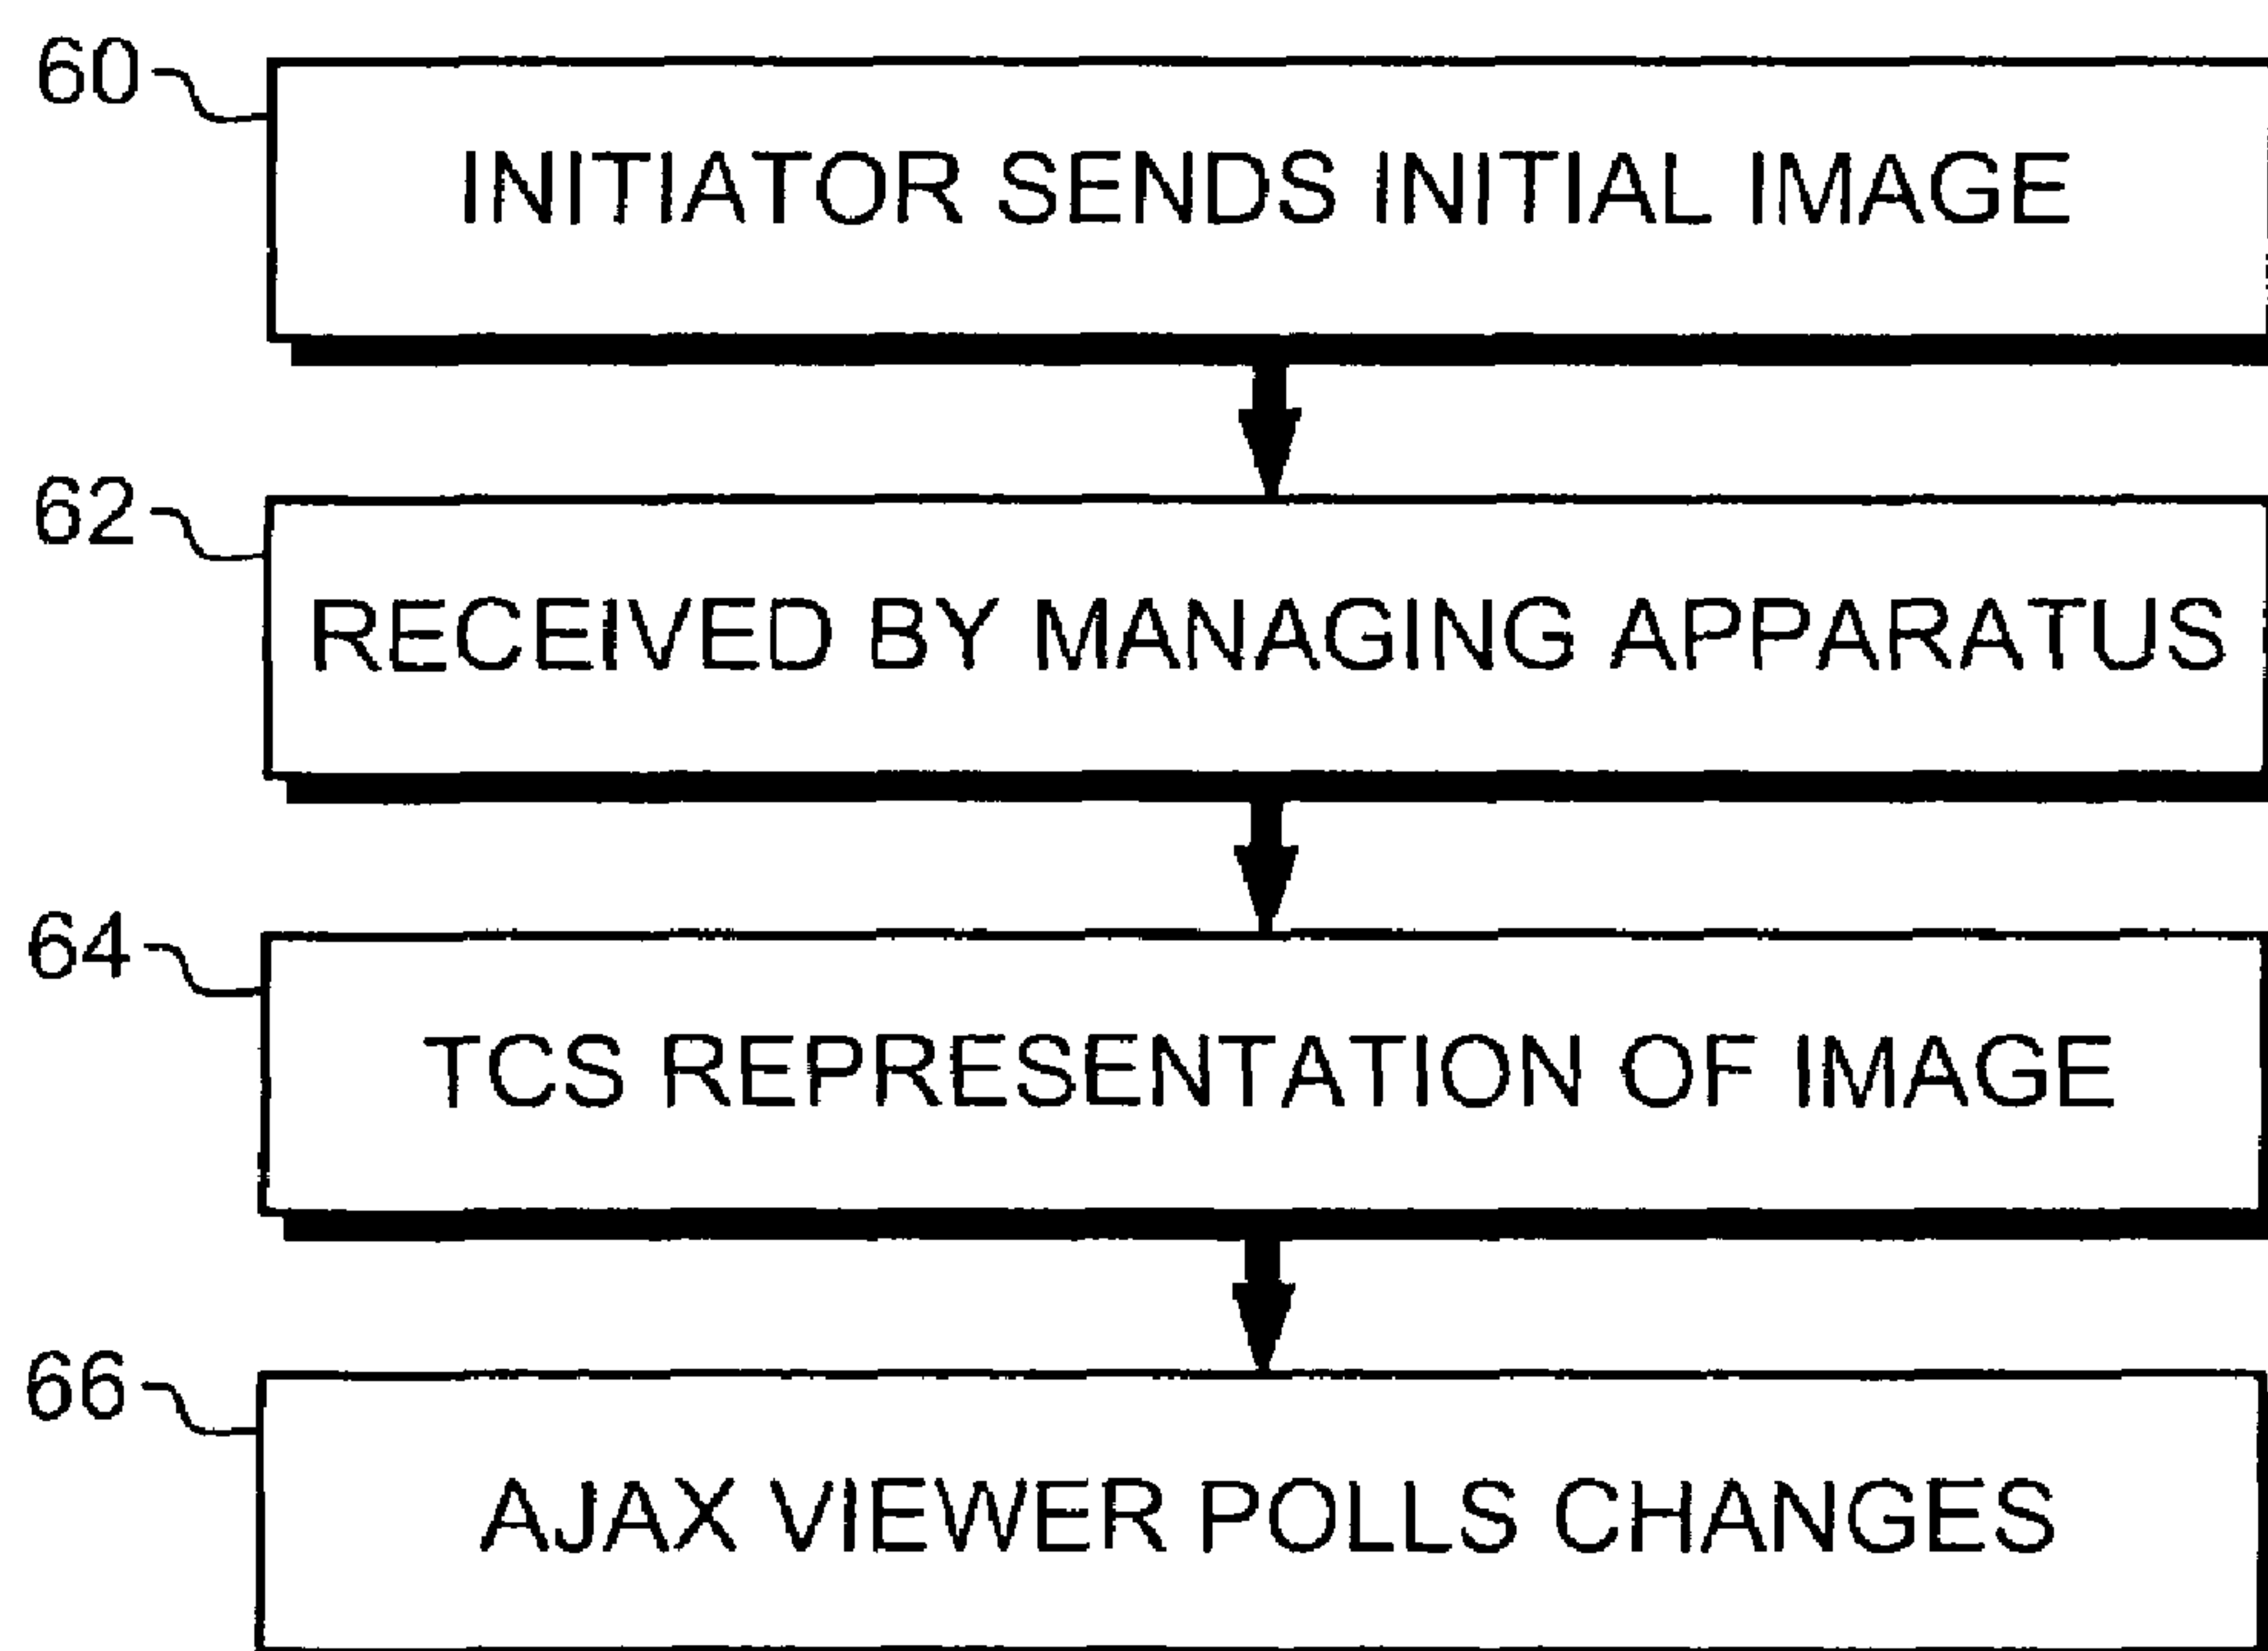 60
INITIATOR SENDS INITIAL IMAGE
62
RECEIVED BY MANAGING APPARATUS
64
TCS REPRESENTATION OF IMAGE
66
AJAX VIEWER POLLS CHANGES